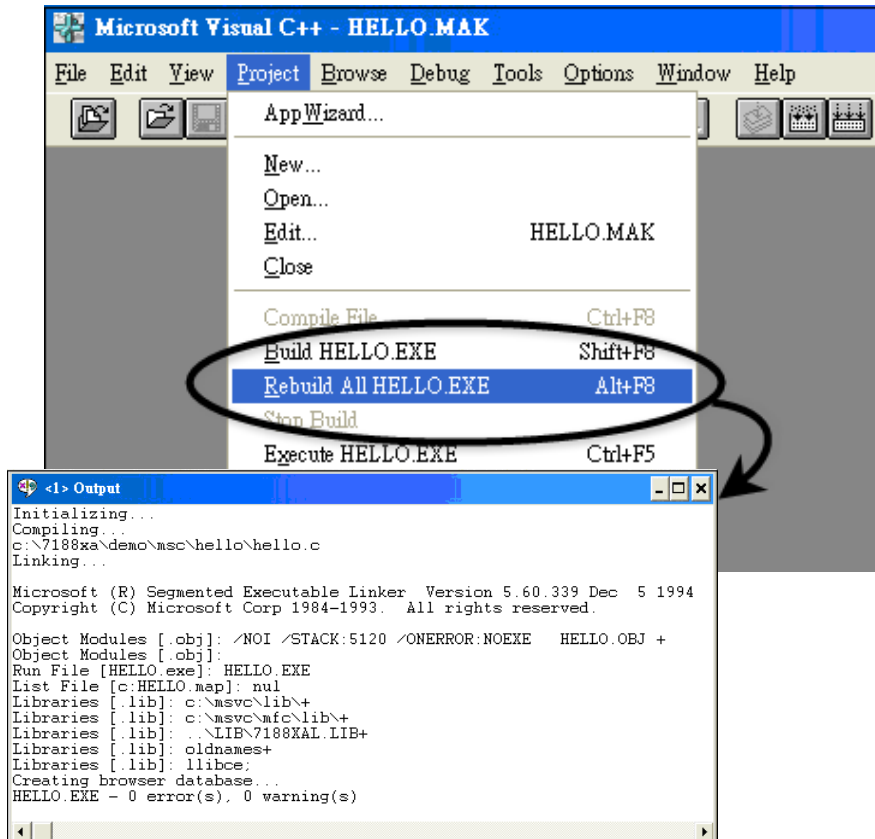 Microsoft Visual C++ - HELLO.MAK
File Edit View Project Browse Debug Tools Options Window Help
AppWizard...
New...
Open...
Edit... HELLO.MAK
Close
Compile File Ctrl+F8
Build HELLO.EXE Shift+F8
Rebuild All HELLO.EXE Alt+F8
Stop Build
Execute HELLO.EXE Ctrl+F5
<1> Output
Initializing...
Compiling...
c:\7188xa\demo\msc\hello\hello.c
Linking...
Microsoft (R) Segmented Executable Linker Version 5.60.339 Dec 5 1994
Copyright (C) Microsoft Corp 1984-1993. All rights reserved.
Object Modules [.obj]: /NOI /STACK:5120 /ONERROR:NOEXE HELLO.OBJ +
Object Modules [.obj]:
Run File [HELLO.exe]: HELLO.EXE
List File [c:HELLO.map]: nul
Libraries [.lib]: c:\msvc\lib\+
Libraries [.lib]: c:\msvc\mfc\lib\+
Libraries [.lib]: ..\LIB\7188XAL.LIB+
Libraries [.lib]: oldnames+
Libraries [.lib]: llibce;
Creating browser database...
HELLO.EXE - 0 error(s), 0 warning(s)